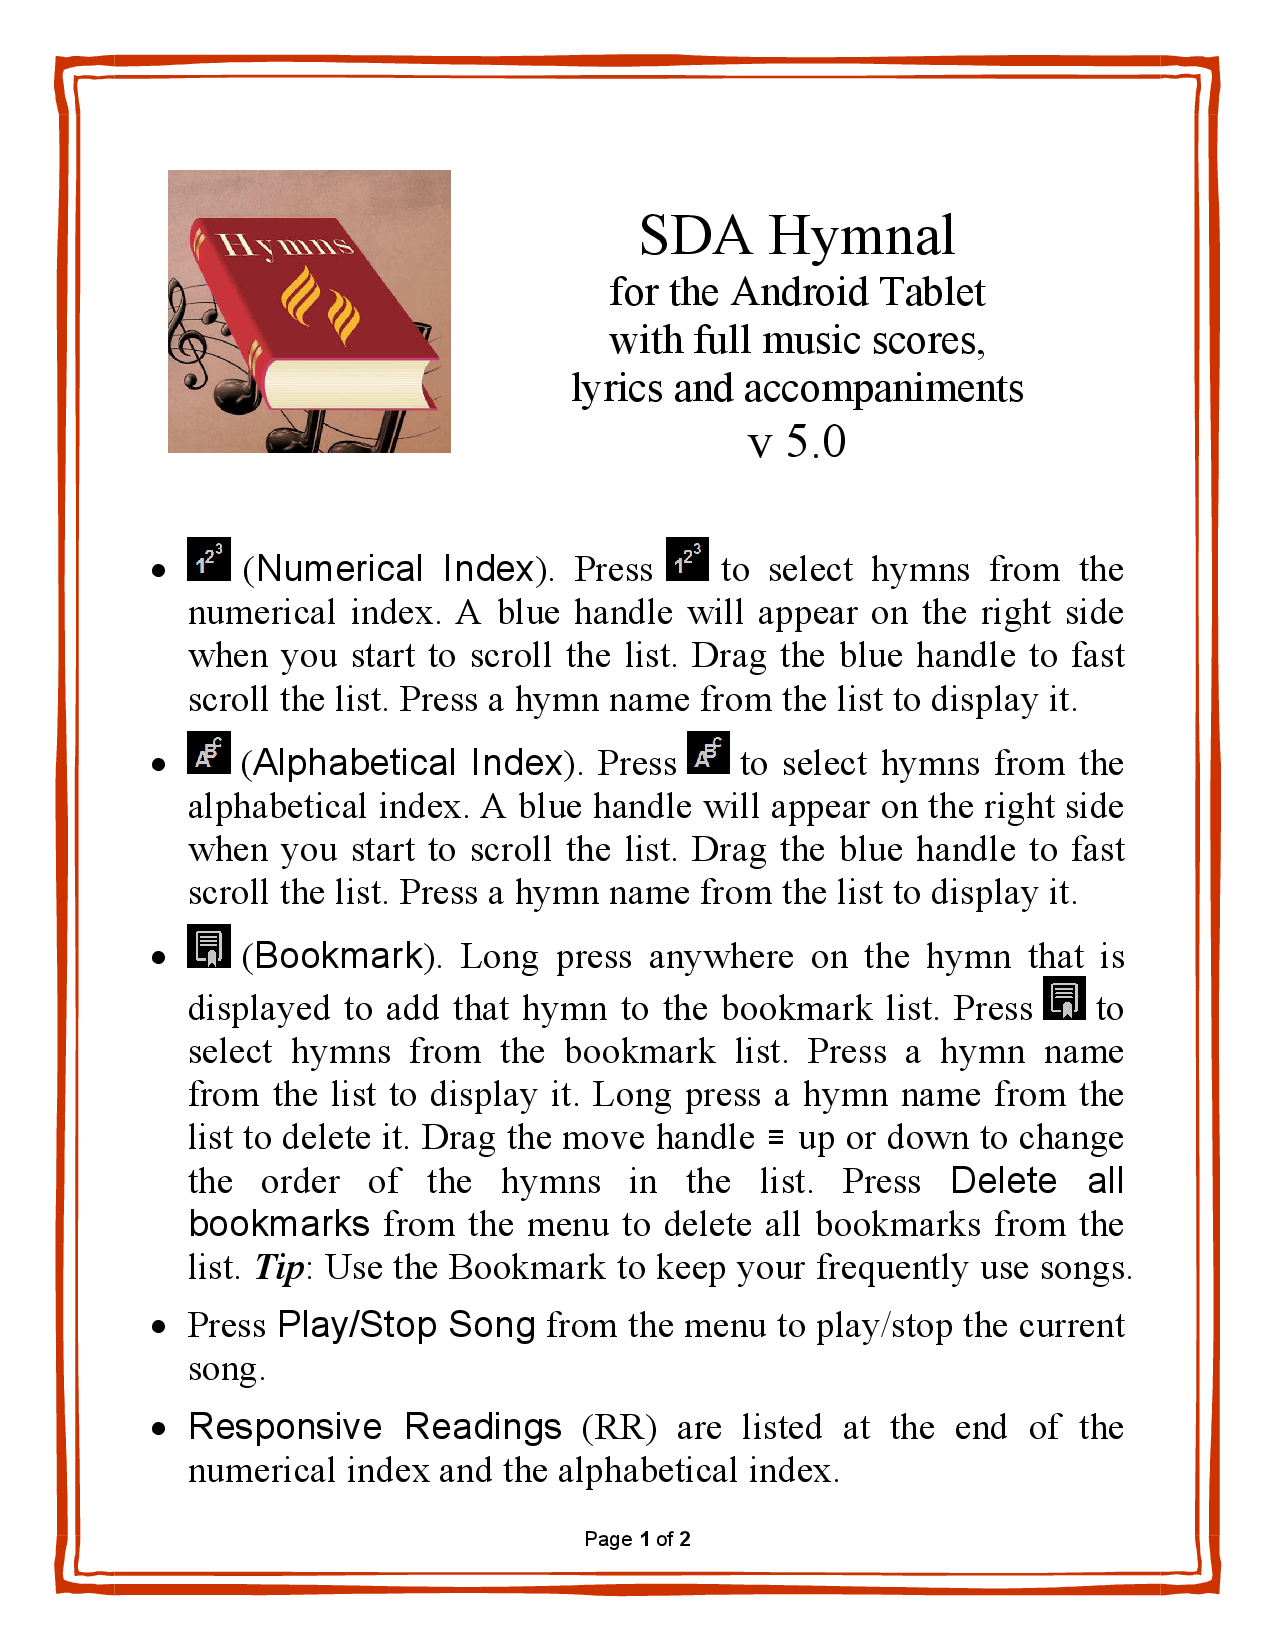 Hymns
SDA Hymnal
for the Android Tablet
with full music scores,
lyrics and accompaniments
v 5.0
• 123 (Numerical Index). Press 123 to select hymns from the
numerical index. A blue handle will appear on the right side
when you start to scroll the list. Drag the blue handle to fast
scroll the list. Press a hymn name from the list to display it.
• ABC (Alphabetical Index). Press ABC to select hymns from the
alphabetical index. A blue handle will appear on the right side
when you start to scroll the list. Drag the blue handle to fast
scroll the list. Press a hymn name from the list to display it.
• (Bookmark). Long press anywhere on the hymn that is
displayed to add that hymn to the bookmark list. Press to
select hymns from the bookmark list. Press a hymn name
from the list to display it. Long press a hymn name from the
list to delete it. Drag the move handle ≡ up or down to change
the order of the hymns in the list. Press Delete all
bookmarks from the menu to delete all bookmarks from the
list. Tip: Use the Bookmark to keep your frequently use songs.
• Press Play/Stop Song from the menu to play/stop the current
song.
• Responsive Readings (RR) are listed at the end of the
numerical index and the alphabetical index.
Page 1 of 2